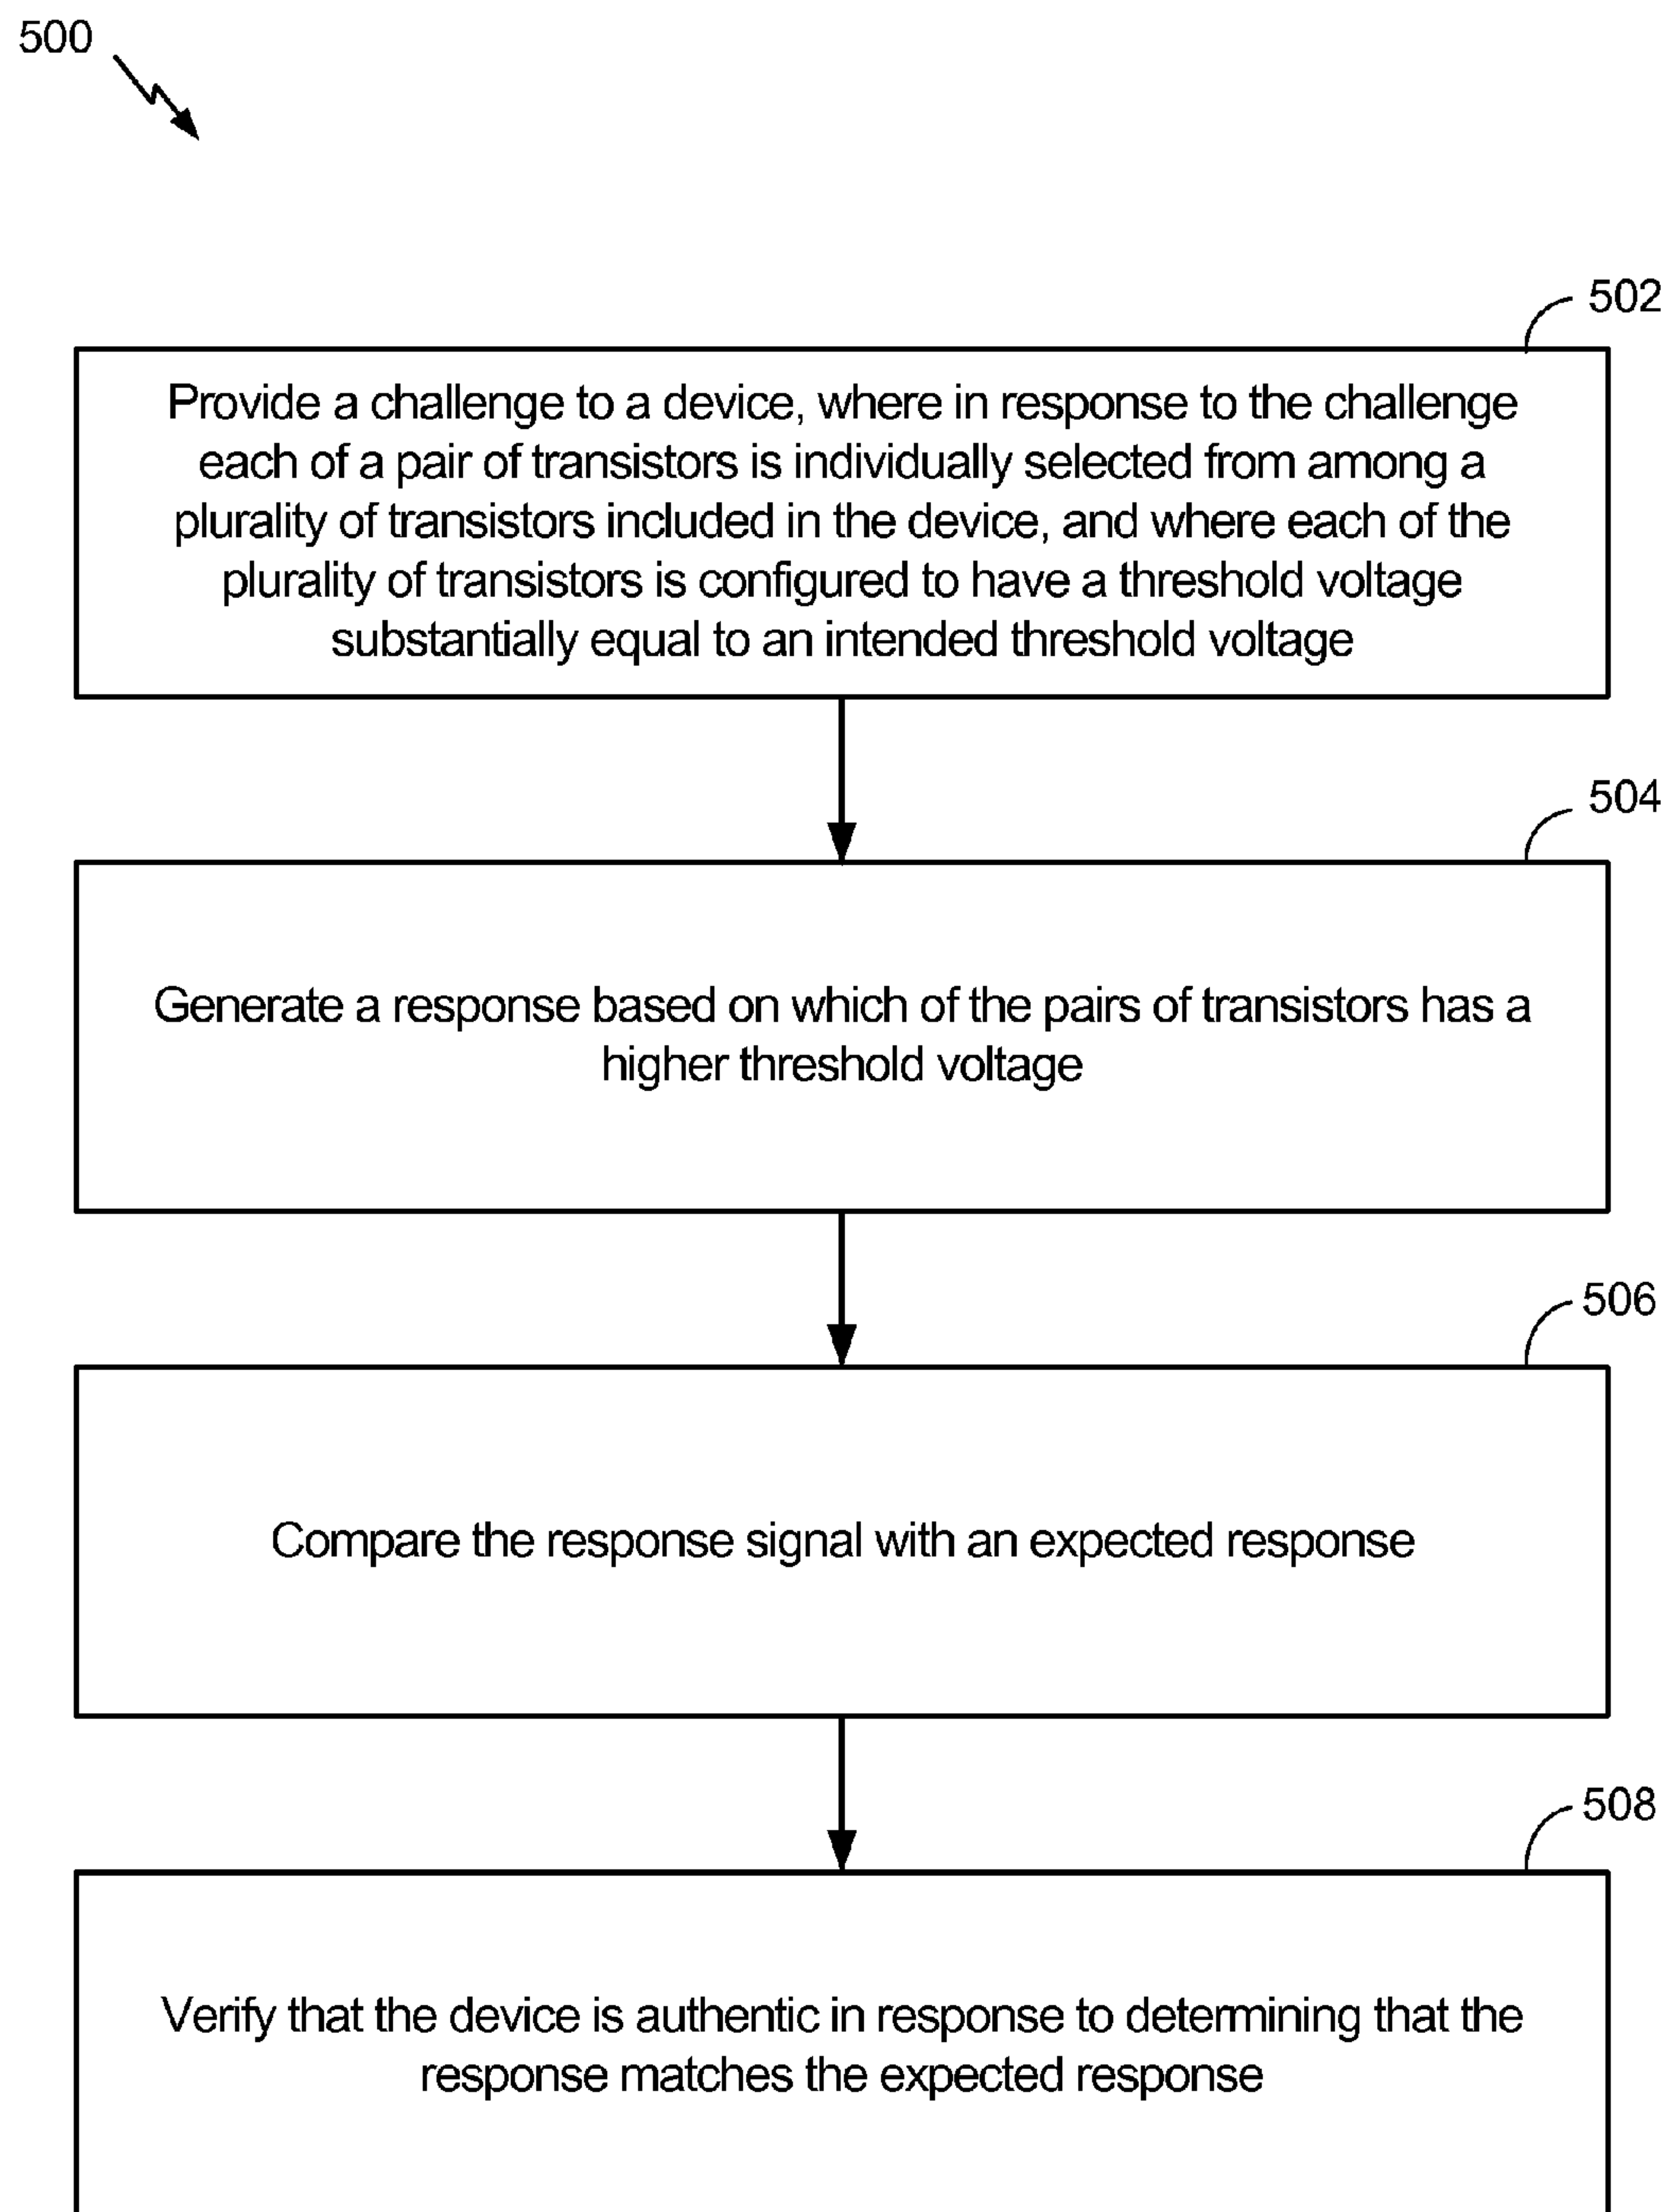 500
502
Provide a challenge to a device, where in response to the challenge
each of a pair of transistors is individually selected from among a
plurality of transistors included in the device, and where each of the
plurality of transistors is configured to have a threshold voltage
substantially equal to an intended threshold voltage
504
Generate a response based on which of the pairs of transistors has a
higher threshold voltage
506
Compare the response signal with an expected response
508
Verify that the device is authentic in response to determining that the
response matches the expected response